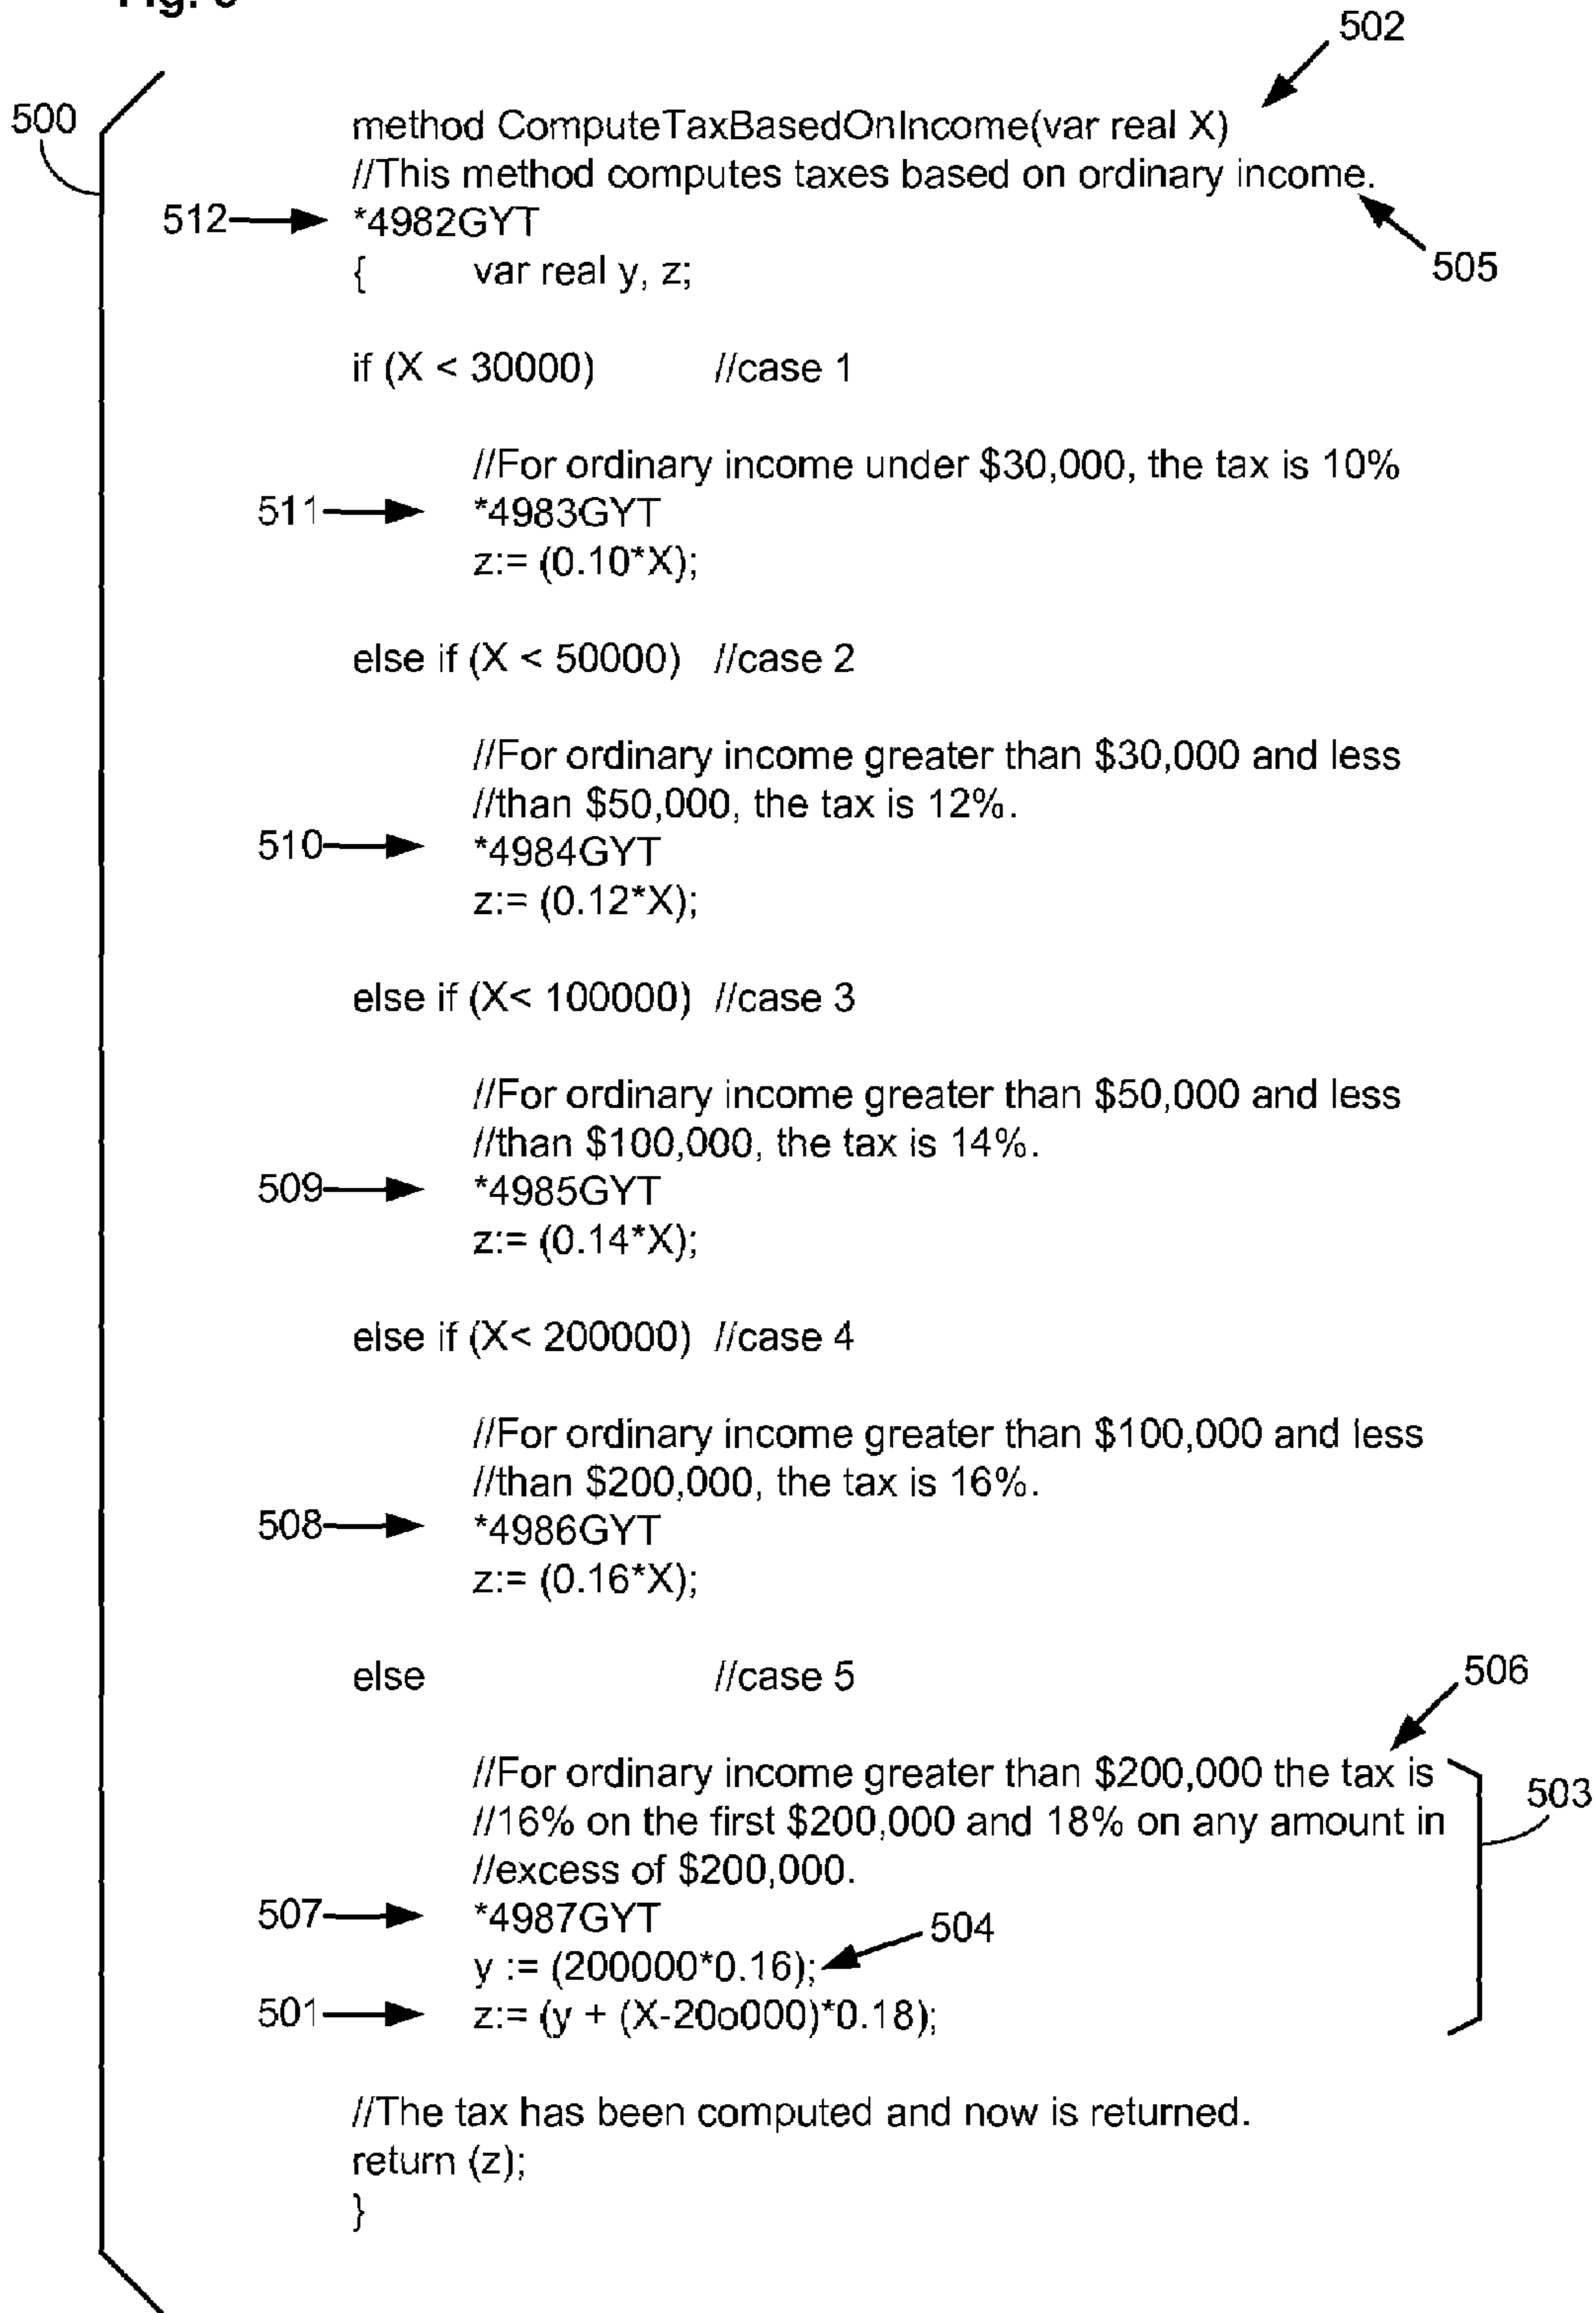 502
500
method ComputeTaxBasedOnIncome(var real X)
//This method computes taxes based on ordinary income.
512 *4982GYT
505
{ var real y, z;
if (X < 30000) //case 1
//For ordinary income under $30,000, the tax is 10%
511 *4983GYT
z:= (0.10*X);
else if (X < 50000) //case 2
//For ordinary income greater than $30,000 and less
//than $50,000, the tax is 12%.
510 *4984GYT
z:= (0.12*X);
else if (X< 100000) //case 3
//For ordinary income greater than $50,000 and less
//than $100,000, the tax is 14%.
509 *4985GYT
z:= (0.14*X);
else if (X< 200000) //case 4
//For ordinary income greater than $100,000 and less
//than $200,000, the tax is 16%.
508 *4986GYT
z:= (0.16*X);
else //case 5
506
//For ordinary income greater than $200,000 the tax is
503
//16% on the first $200,000 and 18% on any amount in
//excess of $200,000.
507 *4987GYT
504
y := (200000*0.16);
501 z:= (y + (X-20o000)*0.18);
//The tax has been computed and now is returned.
return (z);
}